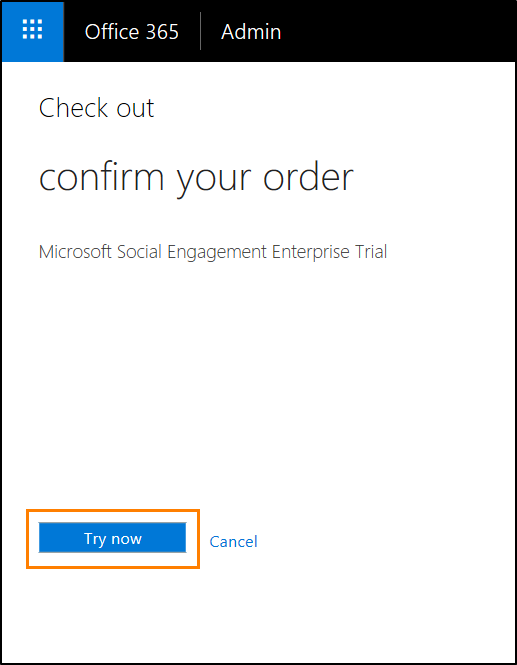 Office 365 Admin
Check out
confirm your order
Microsoft Social Engagement Enterprise Trial
Try now Cancel